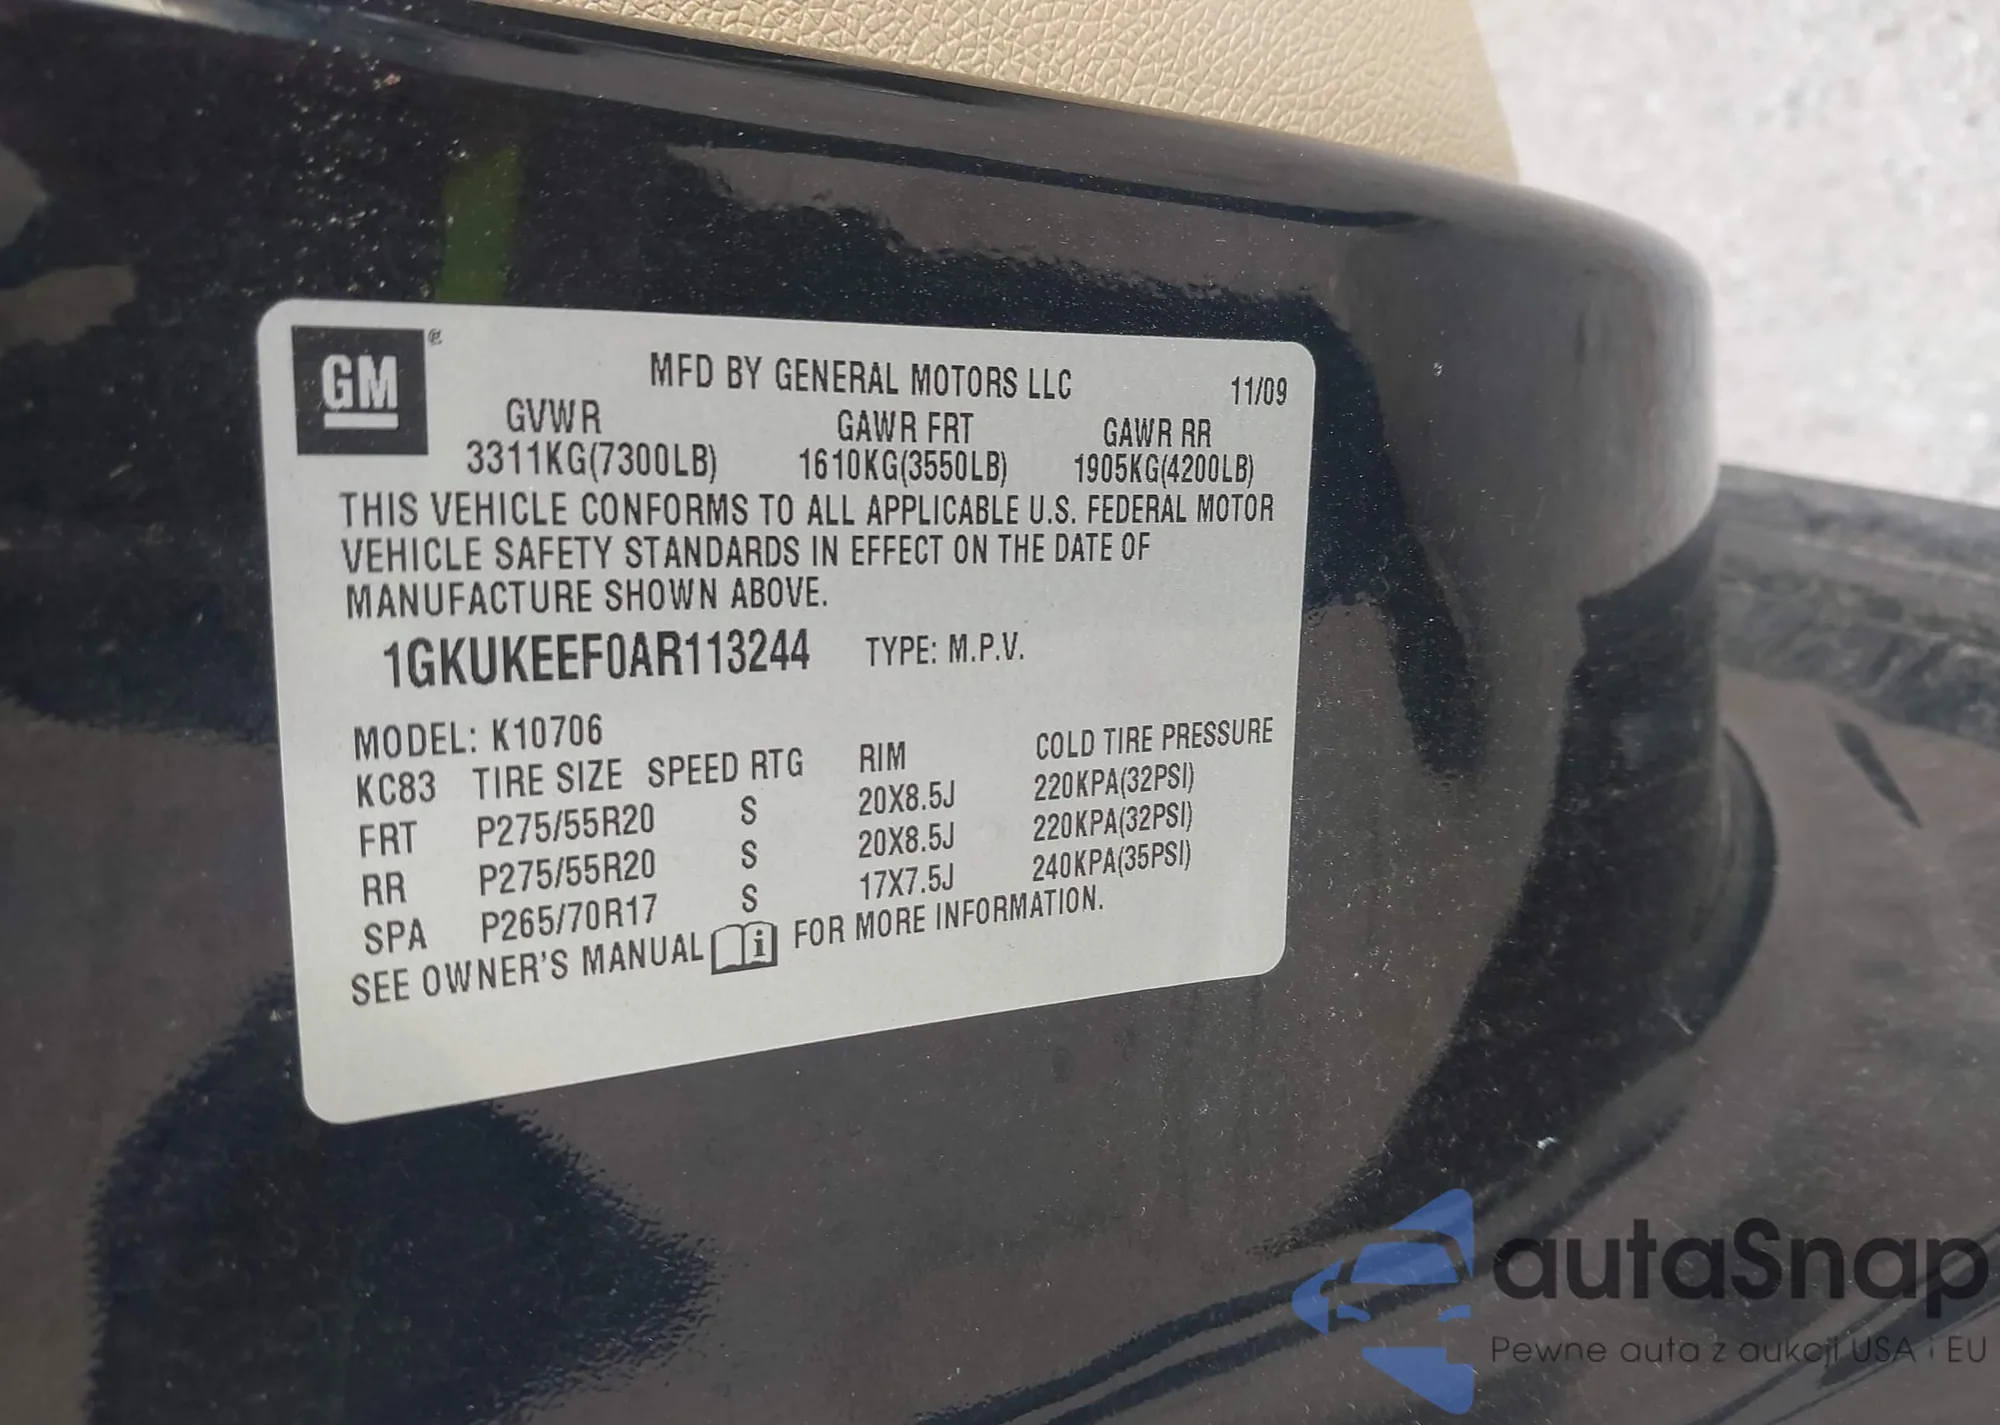 GM
MFD BY GENERAL MOTORS LLC 11/09
GVWR GAWR FRT GAWR RR
3311KG(7300LB) 1610KG(3550LB) 1905KG(4200LB)
THIS VEHICLE CONFORMS TO ALL APPLICABLE U.S. FEDERAL MOTOR
VEHICLE SAFETY STANDARDS IN EFFECT ON THE DATE OF
MANUFACTURE SHOWN ABOVE.
1GKUKEEF0AR113244 TYPE: M.P.V.
MODEL: K10706
KC83 TIRE SIZE SPEED RTG RIM COLD TIRE PRESSURE
FRT P275/55R20 S 20X8.5J 220KPA(32PSI)
RR P275/55R20 S 20X8.5J 220KPA(32PSI)
SPA P265/70R17 S 17X7.5J 240KPA(35PSI)
SEE OWNER'S MANUAL i FOR MORE INFORMATION.
autaSnap
Pewne auta z aukcji USA i EU